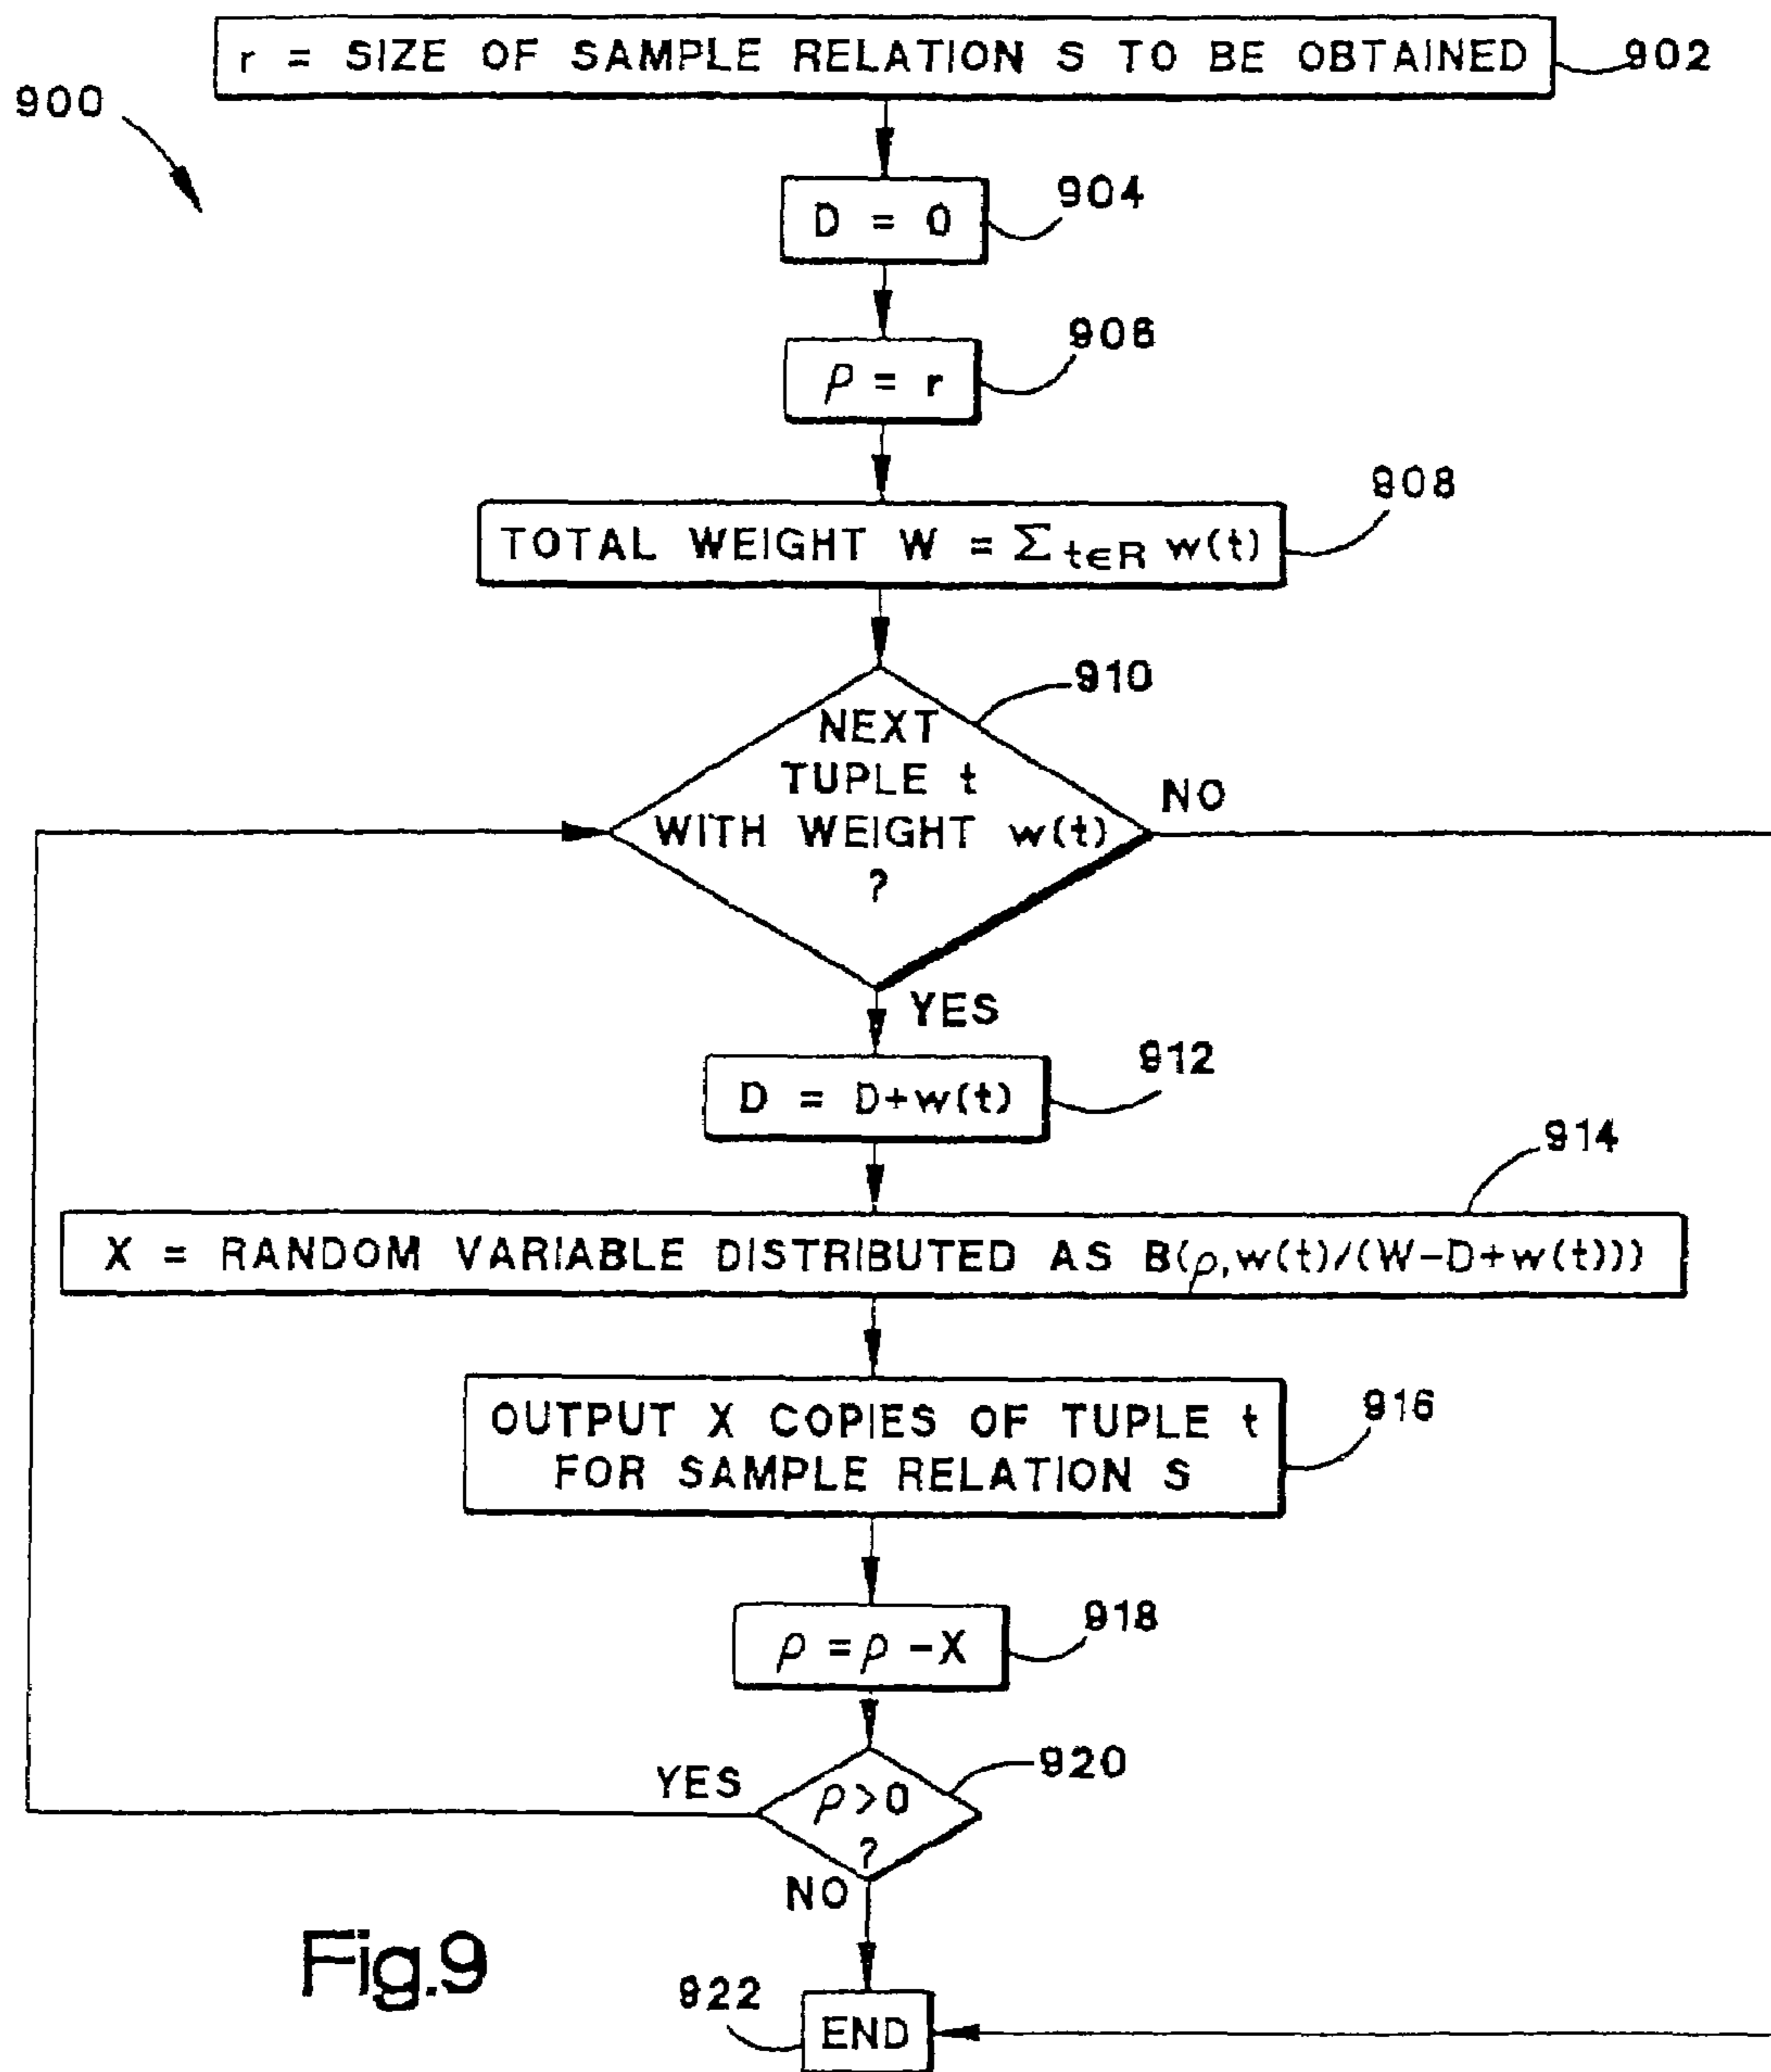 r = SIZE OF SAMPLE RELATION S TO BE OBTAINED
902
900
D = 0
904
ρ = r
906
TOTAL WEIGHT W = Σ t∈R w(t)
908
910
NEXT
TUPLE t
WITH WEIGHT w(t)
?
NO
YES
D = D+w(t)
912
914
X = RANDOM VARIABLE DISTRIBUTED AS B(ρ,w(t)/(W-D+w(t)))
OUTPUT X COPIES OF TUPLE t
FOR SAMPLE RELATION S
916
ρ = ρ - X
918
YES
ρ>0
?
920
NO
Fig.9
922
END